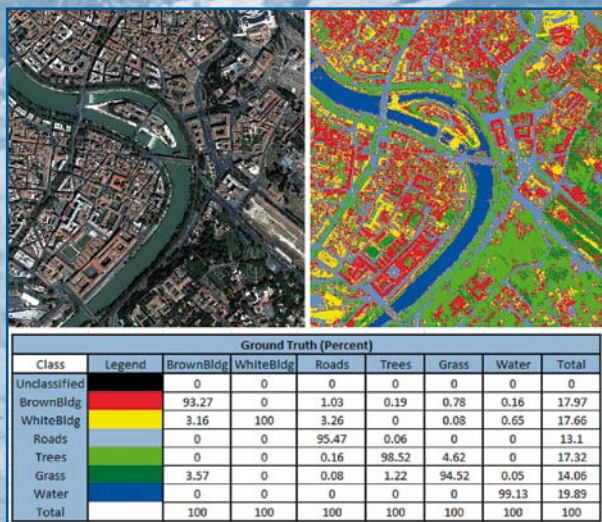 Ground Truth (Percent)
Class Legend BrownBldg WhiteBldg Roads Trees Grass Water Total
Unclassified 0 0 0 0 0 0 0
BrownBldg 93.27 0 1.03 0.19 0.78 0.16 17.97
WhiteBldg 3.16 100 3.26 0 0.08 0.65 17.66
Roads 0 0 95.47 0.06 0 0 13.1
Trees 0 0 0.16 98.52 4.62 0 17.32
Grass 3.57 0 0.08 1.22 94.52 0.05 14.06
Water 0 0 0 0 0 99.13 19.89
Total 100 100 100 100 100 100 100